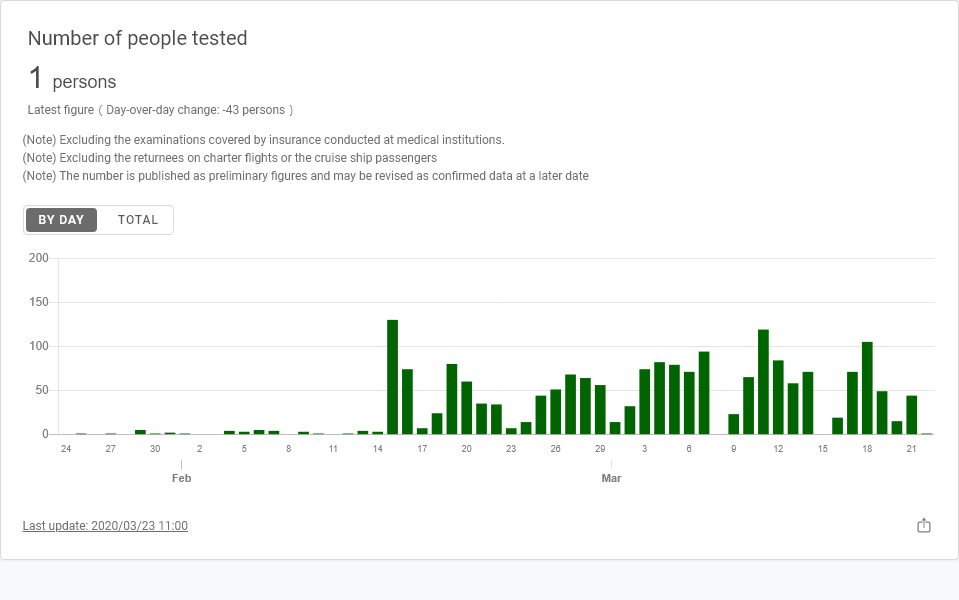 Number of people tested
1 persons
Latest figure ( Day-over-day change: -43 persons )
(Note) Excluding the examinations covered by insurance conducted at medical institutions.
(Note) Excluding the returnees on charter flights or the cruise ship passengers
(Note) The number is published as preliminary figures and may be revised as confirmed data at a later date
BY DAY TOTAL
200
150
100
50
0
24 27 30 2 5 8 11 14 17 20 23 26 29 3 6 9 12 15 18 21
Feb Mar
Last update: 2020/03/23 11:00